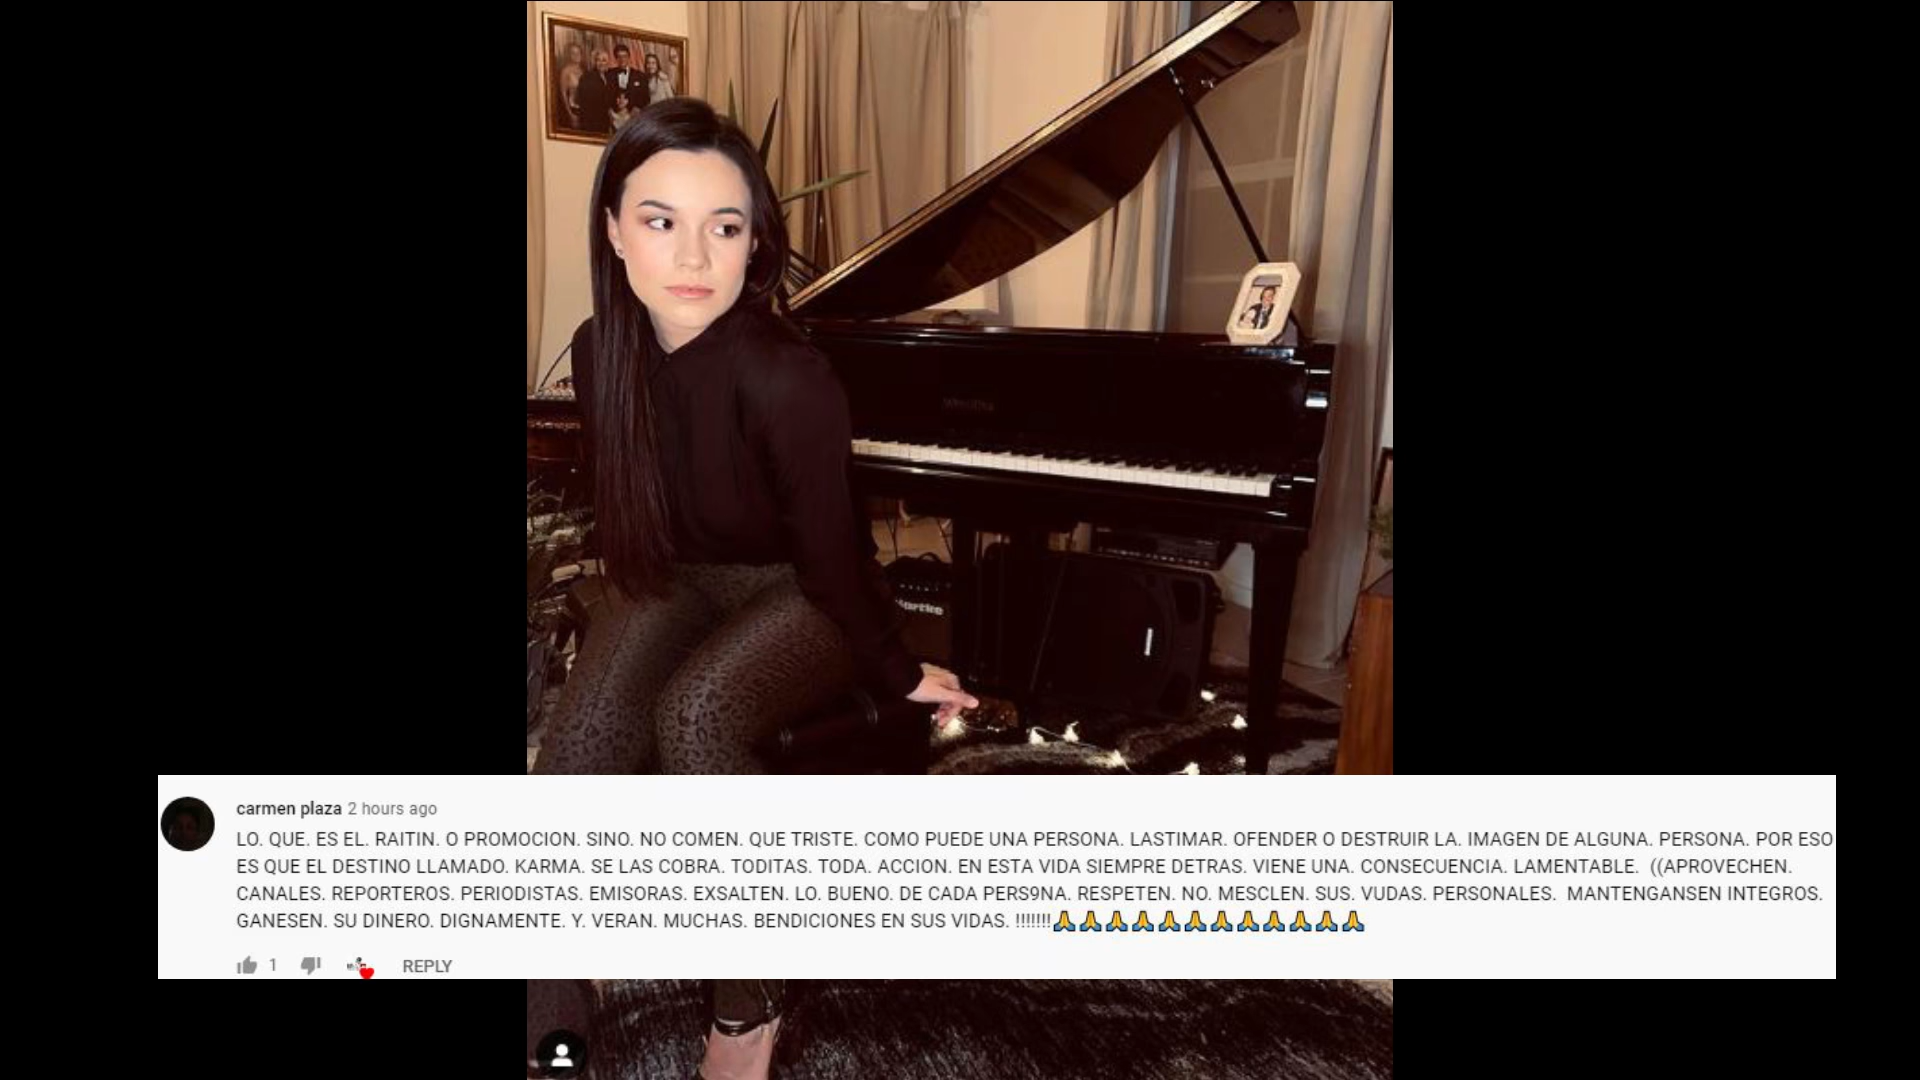 Hartke
carmen plaza 2 hours ago
LO. QUE. ES EL. RAITIN. O PROMOCION. SINO. NO COMEN. QUE TRISTE. COMO PUEDE UNA PERSONA. LASTIMAR. OFENDER O DESTRUIR LA. IMAGEN DE ALGUNA. PERSONA. POR ESO
ES QUE EL DESTINO LLAMADO. KARMA. SE LAS COBRA. TODITAS. TODA. ACCION. EN ESTA VIDA SIEMPRE DETRAS. VIENE UNA. CONSECUENCIA. LAMENTABLE. ((APROVECHEN.
CANALES. REPORTEROS. PERIODISTAS. EMISORAS. EXSALTEN. LO. BUENO. DE CADA PERS9NA. RESPETEN. NO. MESCLEN. SUS. VUDAS. PERSONALES. MANTENGANSEN INTEGROS.
GANESEN. SU DINERO. DIGNAMENTE. Y. VERAN. MUCHAS. BENDICIONES EN SUS VIDAS. !!!!!!!🙏🙏🙏🙏🙏🙏🙏🙏🙏🙏🙏🙏
1 REPLY